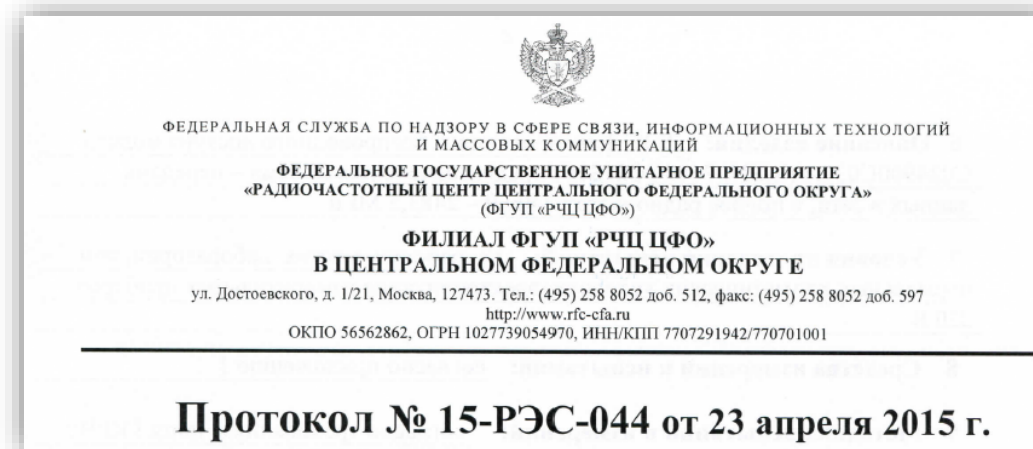 ФЕДЕРАЛЬНАЯ СЛУЖБА ПО НАДЗОРУ В СФЕРЕ СВЯЗИ, ИНФОРМАЦИОННЫХ ТЕХНОЛОГИЙ
И МАССОВЫХ КОММУНИКАЦИЙ
ФЕДЕРАЛЬНОЕ ГОСУДАРСТВЕННОЕ УНИТАРНОЕ ПРЕДПРИЯТИЕ
«РАДИОЧАСТОТНЫЙ ЦЕНТР ЦЕНТРАЛЬНОГО ФЕДЕРАЛЬНОГО ОКРУГА»
(ФГУП «РЧЦ ЦФО»)
ФИЛИАЛ ФГУП «РЧЦ ЦФО»
В ЦЕНТРАЛЬНОМ ФЕДЕРАЛЬНОМ ОКРУГЕ
ул. Достоевского, д. 1/21, Москва, 127473. Тел.: (495) 258 8052 доб. 512, факс: (495) 258 8052 доб. 597
http://www.rfc-cfa.ru
ОКПО 56562862, ОГРН 1027739054970, ИНН/КПП 7707291942/770701001
Протокол № 15-РЭС-044 от 23 апреля 2015 г.